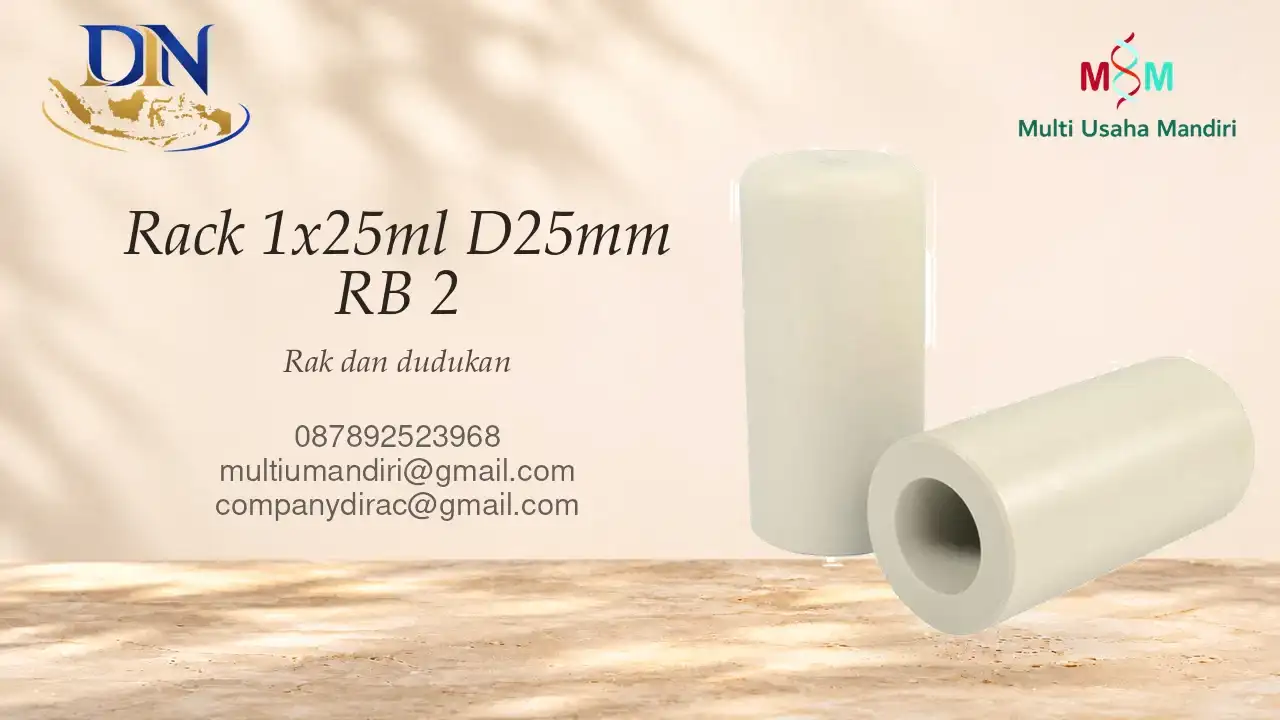 DIN
MSM
Multi Usaha Mandiri
Rack 1x25ml D25mm
RB 2
Rak dan dudukan
087892523968
multiumandiri@gmail.com
companydirac@gmail.com